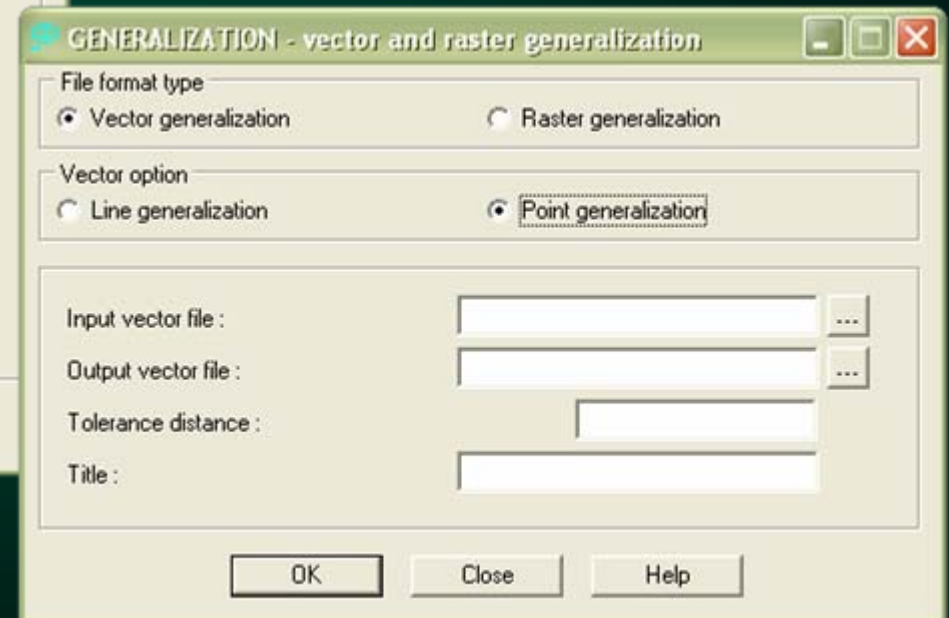 GENERALIZATION - vector and raster generalization
File format type
Vector generalization
Raster generalization
Vector option
Line generalization
Point generalization
Input vector file :
...
Output vector file :
...
Tolerance distance :
Title :
OK
Close
Help